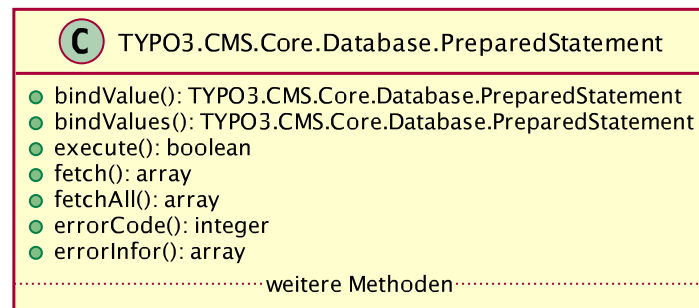 C TYPO3.CMS.Core.Database.PreparedStatement
bindValue(): TYPO3.CMS.Core.Database.PreparedStatement
bindValues(): TYPO3.CMS.Core.Database.PreparedStatement
execute(): boolean
fetch(): array
fetchAll(): array
errorCode(): integer
errorInfor(): array
weitere Methoden